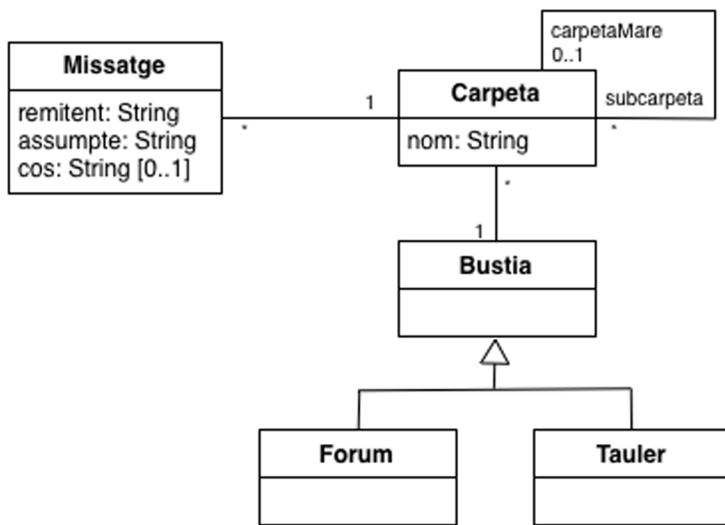 carpetaMare
0..1
Missatge
Carpeta
remitent: String
assumpte: String
cos: String [0..1]
1
*
subcarpeta
*
nom: String
*
1
Bustia
Forum
Tauler